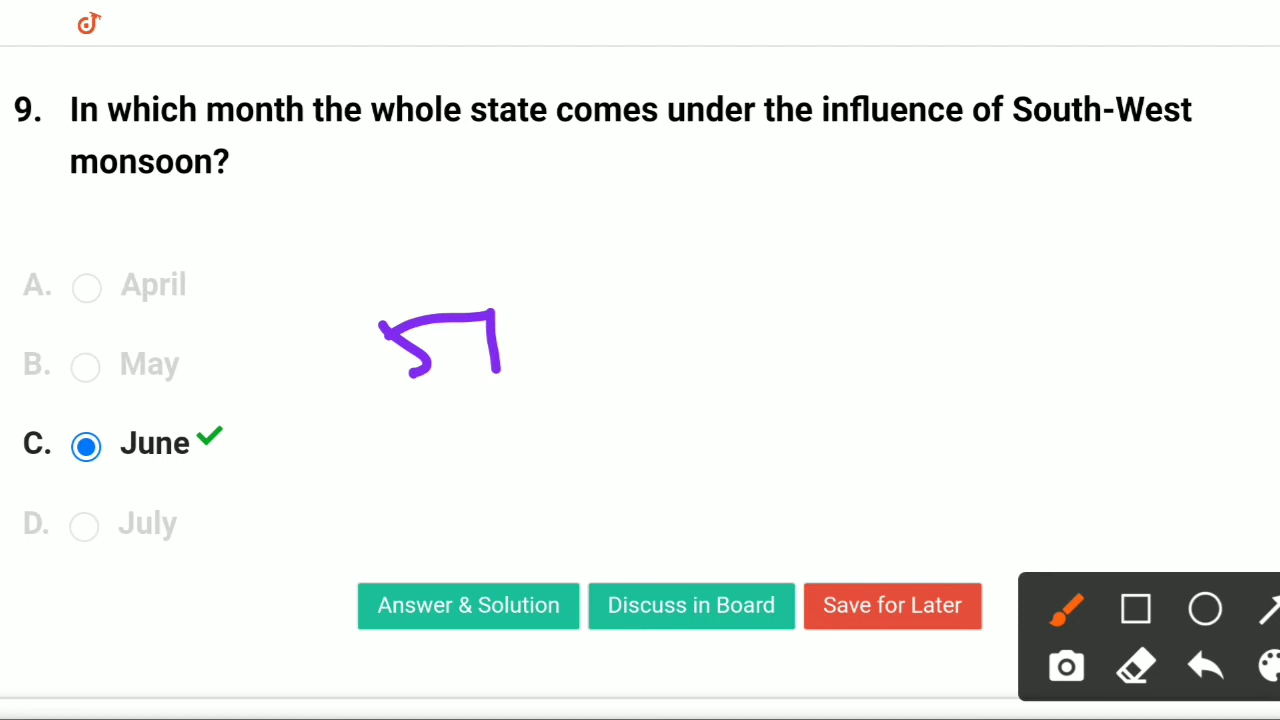 9. In which month the whole state comes under the influence of South-West
monsoon?
A. April
B. May
C. June
D. July
Answer & Solution Discuss in Board Save for Later